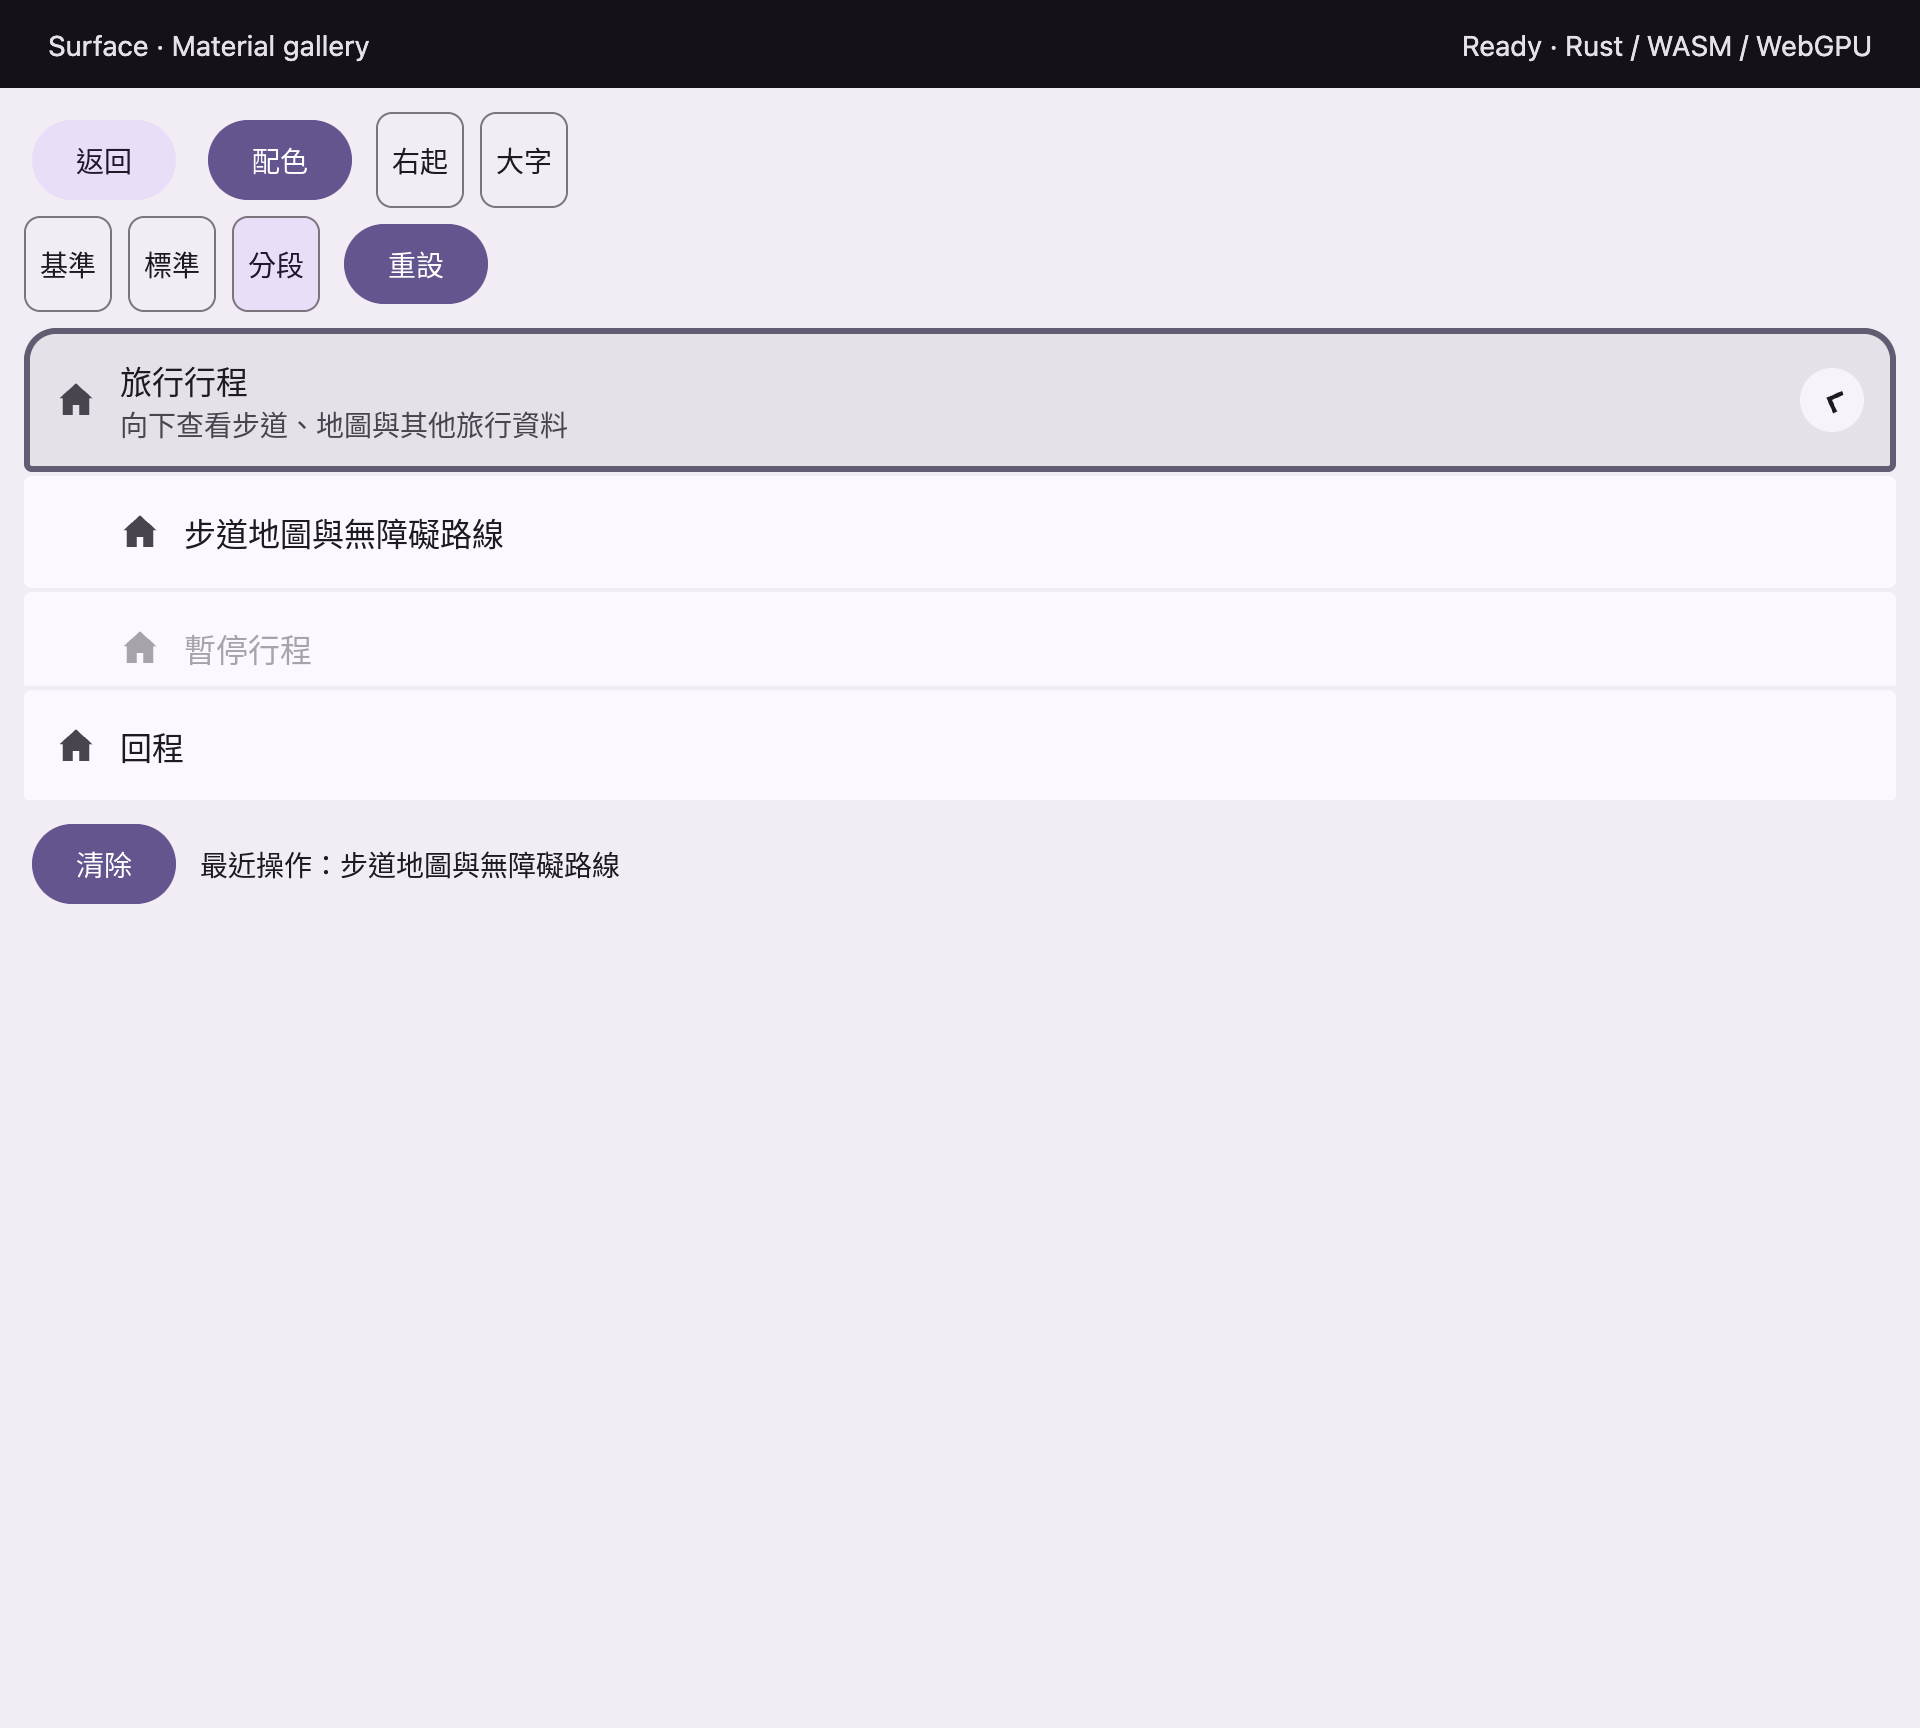 Surface · Material gallery
Ready · Rust / WASM / WebGPU
返回
配色
右起
大字
基準
標準
分段
重設
旅行行程
向下查看步道、地圖與其他旅行資料
步道地圖與無障礙路線
暫停行程
回程
清除
最近操作：步道地圖與無障礙路線